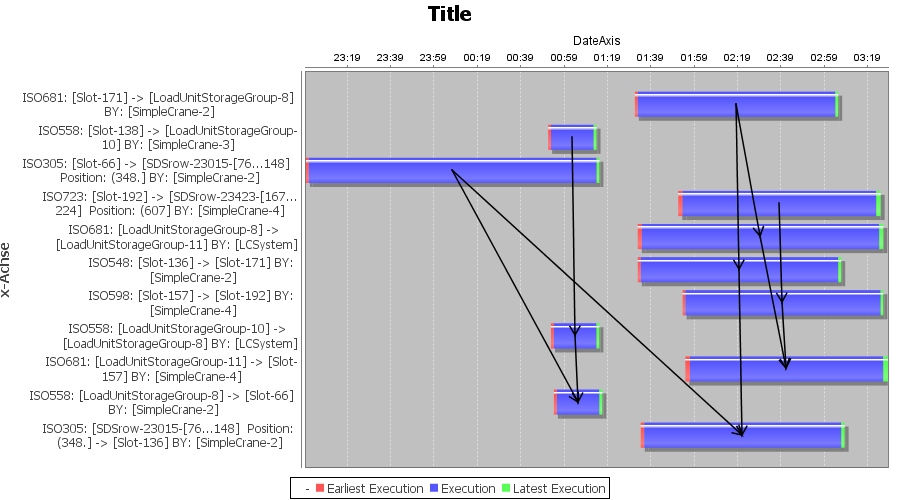 Title
DateAxis
23:19 23:39 23:59 00:19 00:39 00:59 01:19 01:39 01:59 02:19 02:39 02:59 03:19
x-Achse
ISO681: [Slot-171] -> [LoadUnitStorageGroup-8]
BY: [SimpleCrane-2]
ISO558: [Slot-138] -> [LoadUnitStorageGroup-
10] BY: [SimpleCrane-3]
ISO305: [Slot-66] -> [SDSrow-23015-[76...148]
Position: (348.] BY: [SimpleCrane-2]
ISO723: [Slot-192] -> [SDSrow-23423-[167...
224] Position: (607] BY: [SimpleCrane-4]
ISO681: [LoadUnitStorageGroup-8] ->
[LoadUnitStorageGroup-11] BY: [LCSystem]
ISO548: [Slot-136] -> [Slot-171] BY:
[SimpleCrane-2]
ISO598: [Slot-157] -> [Slot-192] BY:
[SimpleCrane-4]
ISO558: [LoadUnitStorageGroup-10] ->
[LoadUnitStorageGroup-8] BY: [LCSystem]
ISO681: [LoadUnitStorageGroup-11] -> [Slot-
157] BY: [SimpleCrane-4]
ISO558: [LoadUnitStorageGroup-8] -> [Slot-66]
BY: [SimpleCrane-2]
ISO305: [SDSrow-23015-[76...148] Position:
(348.] -> [Slot-136] BY: [SimpleCrane-2]
- Earliest Execution Execution Latest Execution